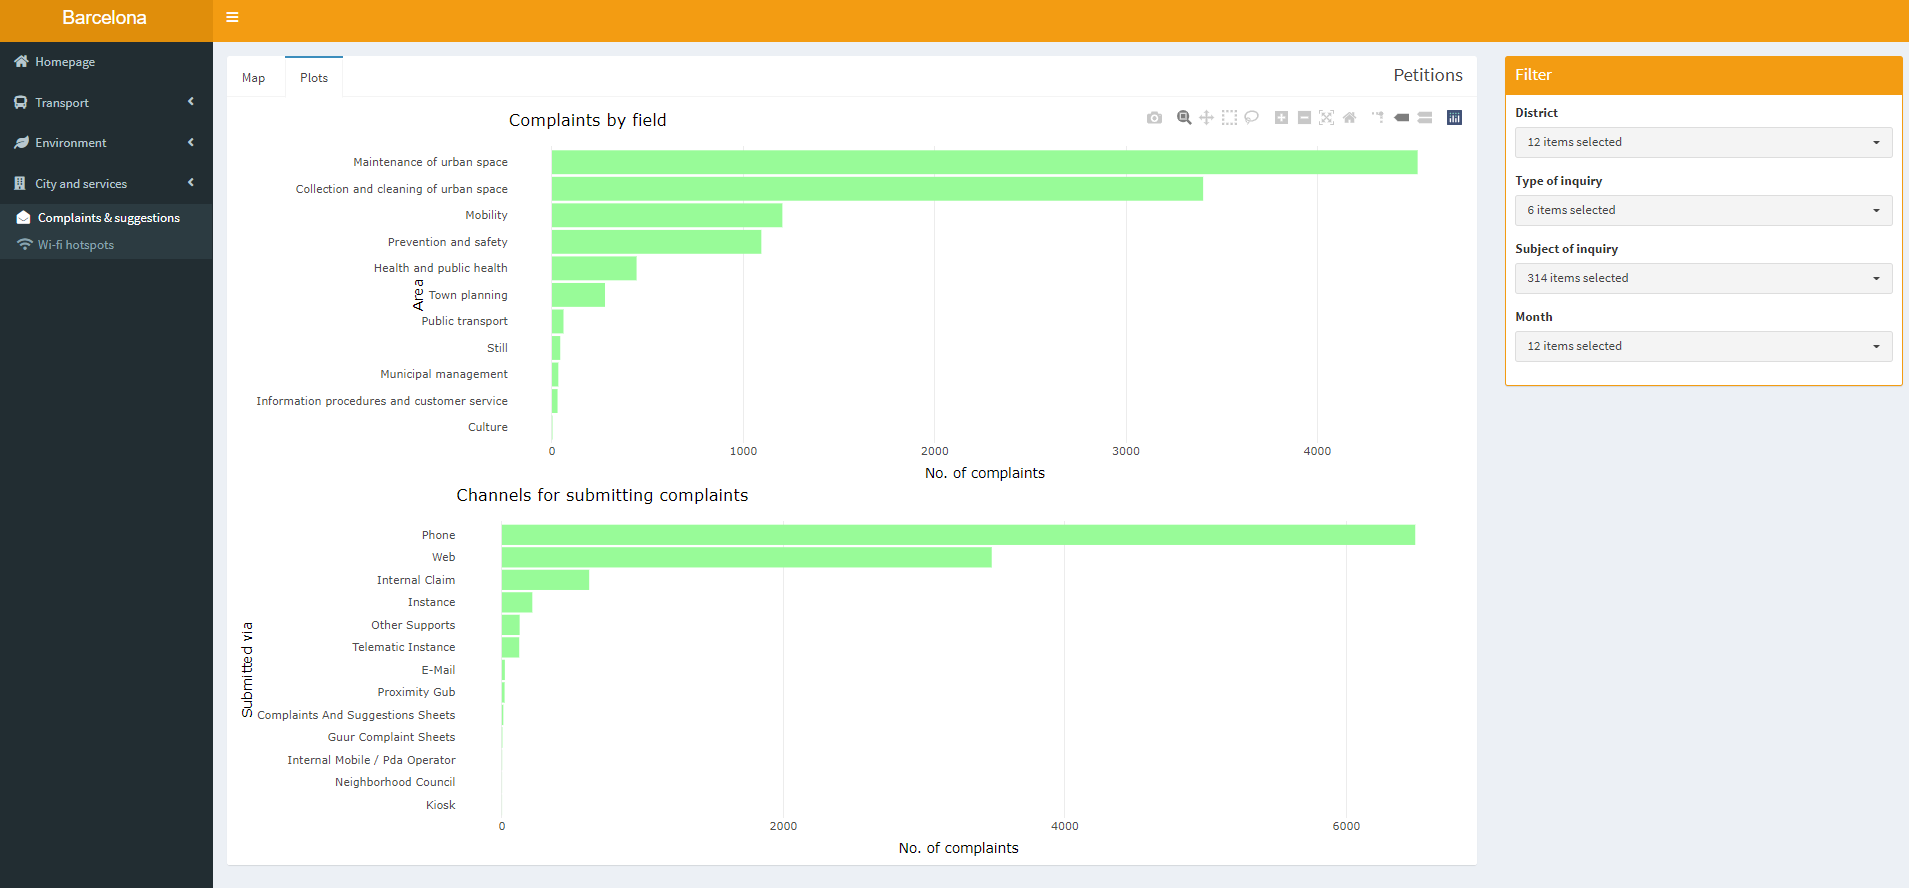 Barcelona
Homepage
Transport
Environment
City and services
Complaints & suggestions
Wi-fi hotspots
Map
Plots
Petitions
Complaints by field
Area
Maintenance of urban space
Collection and cleaning of urban space
Mobility
Prevention and safety
Health and public health
Town planning
Public transport
Still
Municipal management
Information procedures and customer service
Culture
0 1000 2000 3000 4000
No. of complaints
Channels for submitting complaints
Submitted via
Phone
Web
Internal Claim
Instance
Other Supports
Telematic Instance
E-Mail
Proximity Gub
Complaints And Suggestions Sheets
Guur Complaint Sheets
Internal Mobile / Pda Operator
Neighborhood Council
Kiosk
0 2000 4000 6000
No. of complaints
Filter
District
12 items selected
Type of inquiry
6 items selected
Subject of inquiry
314 items selected
Month
12 items selected